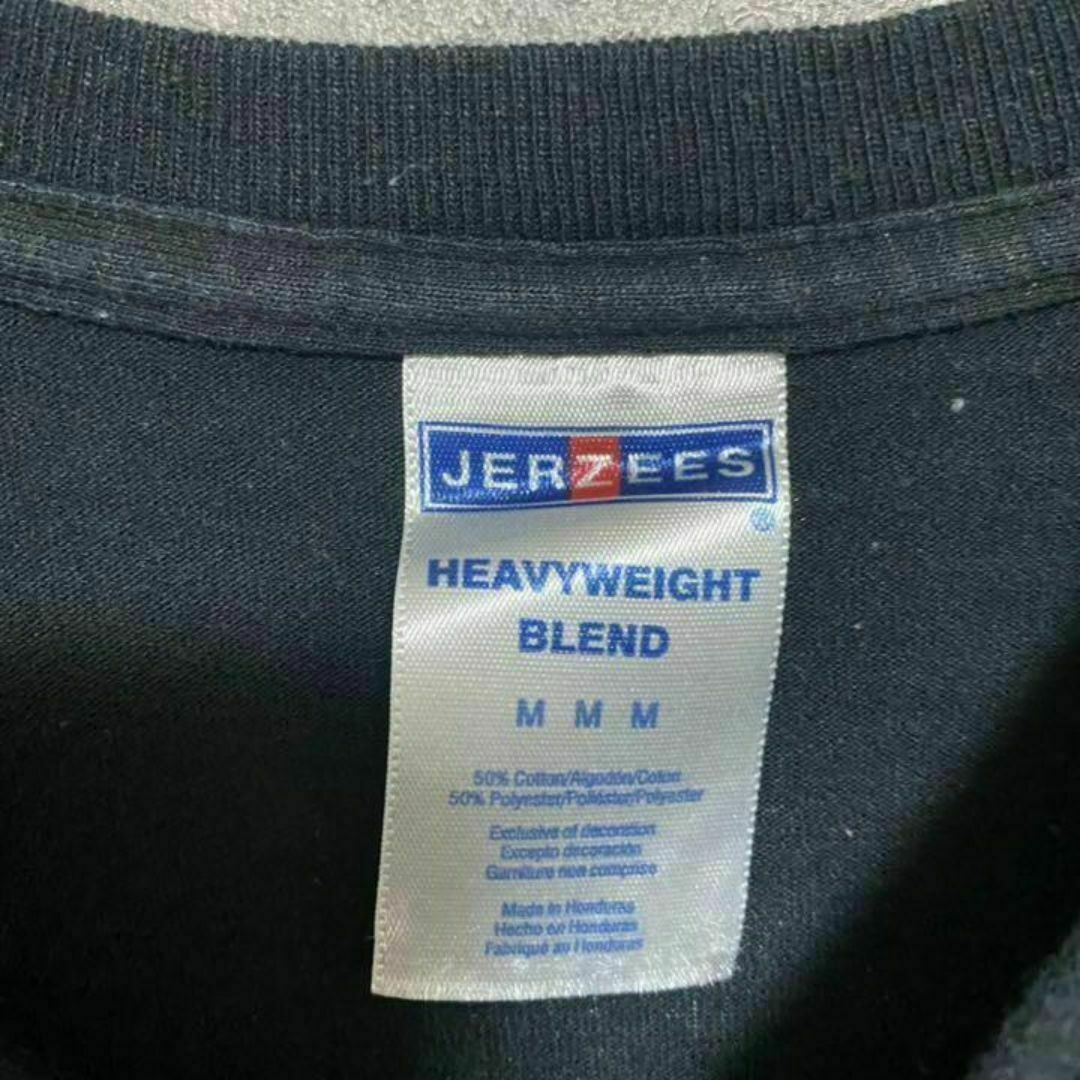 JERZEES
®
HEAVYWEIGHT
BLEND
M M M
50% Cotton/Algodón/Coton
50% Polyester/Poliéster/Polyester
Exclusive of decoration
Excepto decoración
Garniture non comprise
Made in Honduras
Hecho en Honduras
Fabriqué au Honduras